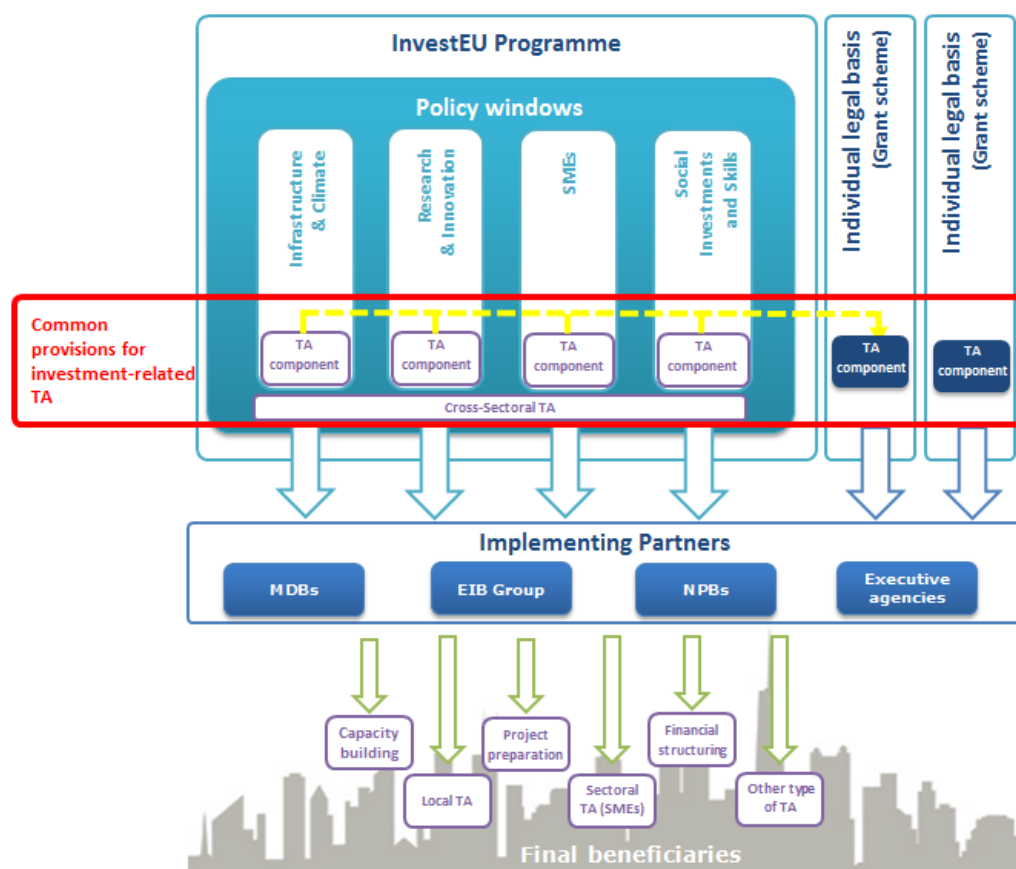 InvestEU Programme
Policy windows
Infrastructure
& Climate
Research
& Innovation
SMEs
Social
Investments
and Skills
Individual legal basis
(Grant scheme)
Individual legal basis
(Grant scheme)
Common
provisions for
investment-related
TA
TA
component
TA
component
TA
component
TA
component
TA
component
TA
component
Cross-Sectoral TA
Implementing Partners
MDBs
EIB Group
NPBs
Executive
agencies
Capacity
building
Local TA
Project
preparation
Sectoral
TA (SMEs)
Financial
structuring
Other type
of TA
Final beneficiaries